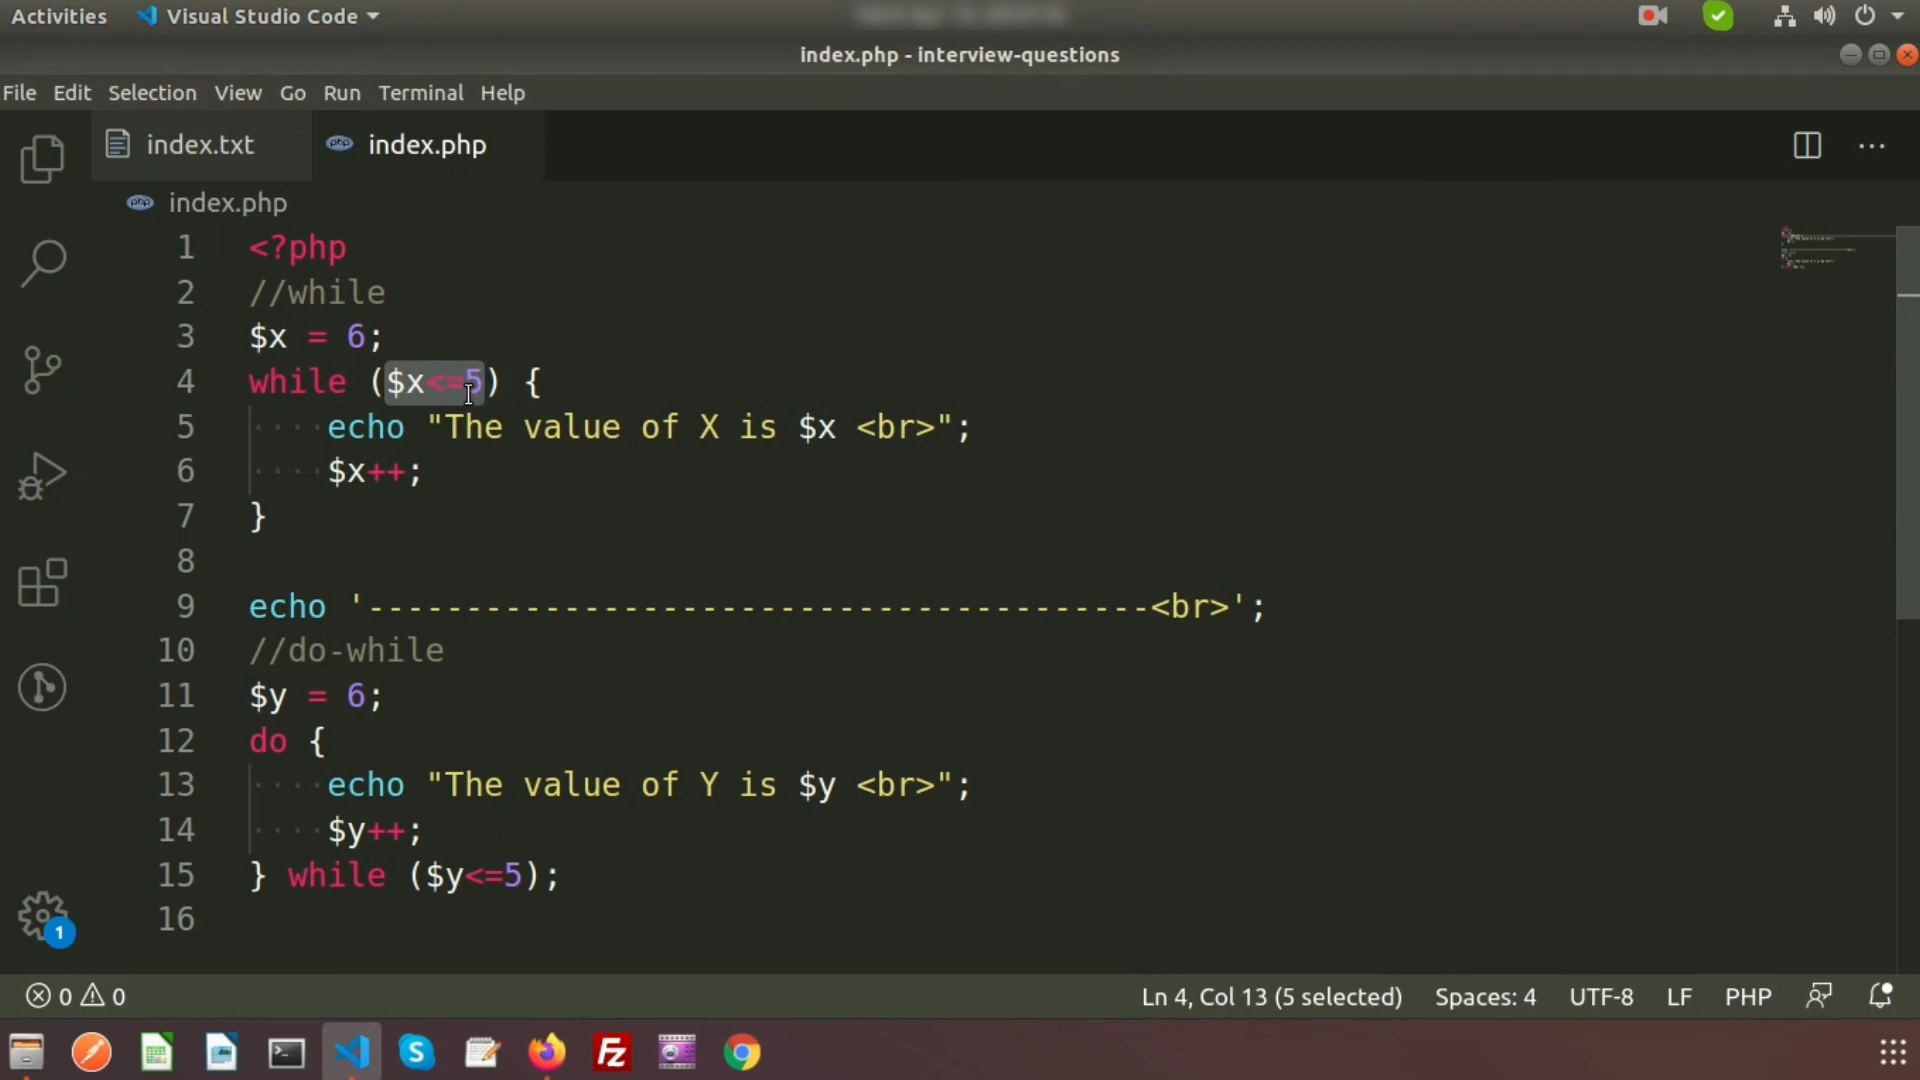 Activities Visual Studio Code
index.php - interview-questions
File Edit Selection View Go Run Terminal Help
index.txt php index.php
php index.php
1 <?php
2 //while
3 $x = 6;
4 while ($x<=5) {
5 echo "The value of X is $x <br>";
6 $x++;
7 }
8
9 echo '----------------------------------------<br>';
10 //do-while
11 $y = 6;
12 do {
13 echo "The value of Y is $y <br>";
14 $y++;
15 } while ($y<=5);
16
1
0 0 Ln 4, Col 13 (5 selected) Spaces: 4 UTF-8 LF PHP
S Fz